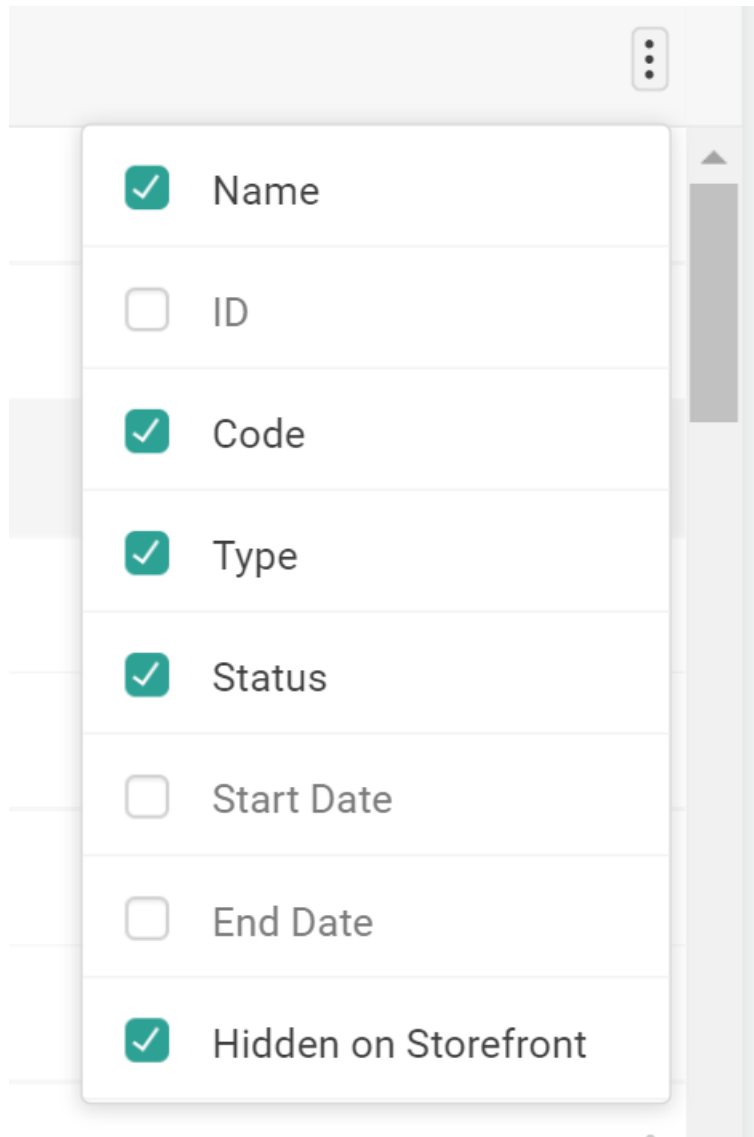 Name
ID
Code
Type
Status
Start Date
End Date
Hidden on Storefront